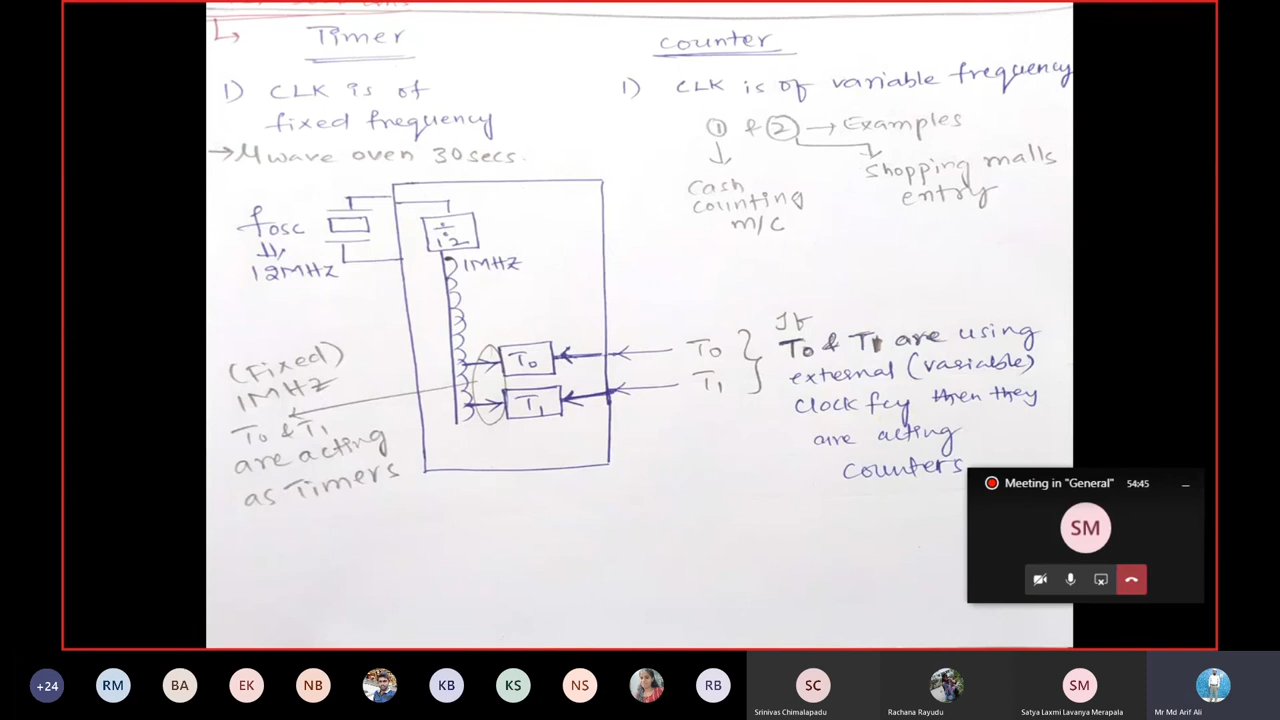 Timer
1) CLK is of
fixed frequency
→ Mwave oven 30secs.
fosc
12MHZ
÷
12
1MHZ
T0
T1
(Fixed)
1MHZ
T0 & T1
are acting
as Timers
counter
1) CLK is of variable frequency
① & ② → Examples
Cash
counting
m/c
Shopping malls
entry
T0
T1
If
T0 & T1 are using
external (variable)
clock fcy then they
are acting
counters
Meeting in "General" 54:45
SM
+24
RM
BA
EK
NB
KB
KS
NS
RB
SC
Srinivas Chimalapadu
Rachana Rayudu
SM
Satya Laxmi Lavanya Merapala
Mr Md Arif Ali